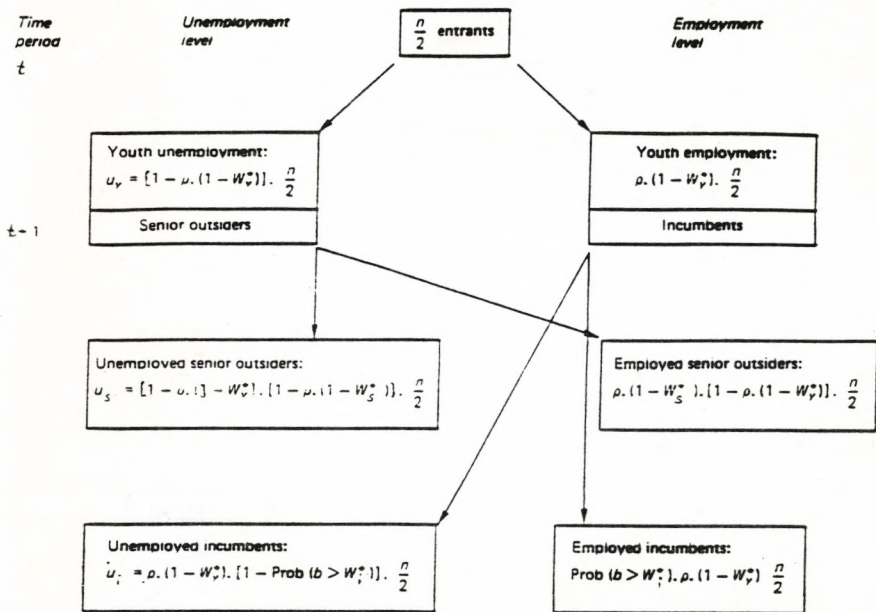 Time period
t
Unemployment level
n/2 entrants
Employment level
Youth unemployment:
u_Y = [1 − ρ. (1 − W*_Y)]. n/2
Senior outsiders
Youth employment:
ρ. (1 − W*_Y). n/2
Incumbents
t - 1
Unemployed senior outsiders:
u_S = [1 − ρ. (1 − W*_Y]. [1 − ρ. (1 − W*_S)]. n/2
Employed senior outsiders:
ρ. (1 − W*_S). [1 − ρ. (1 − W*_Y)]. n/2
Unemployed incumbents:
u_i = ρ. (1 − W*_Y). [1 − Prob (b > W*_i)]. n/2
Employed incumbents:
Prob (b > W*_i). ρ. (1 − W*_Y) n/2